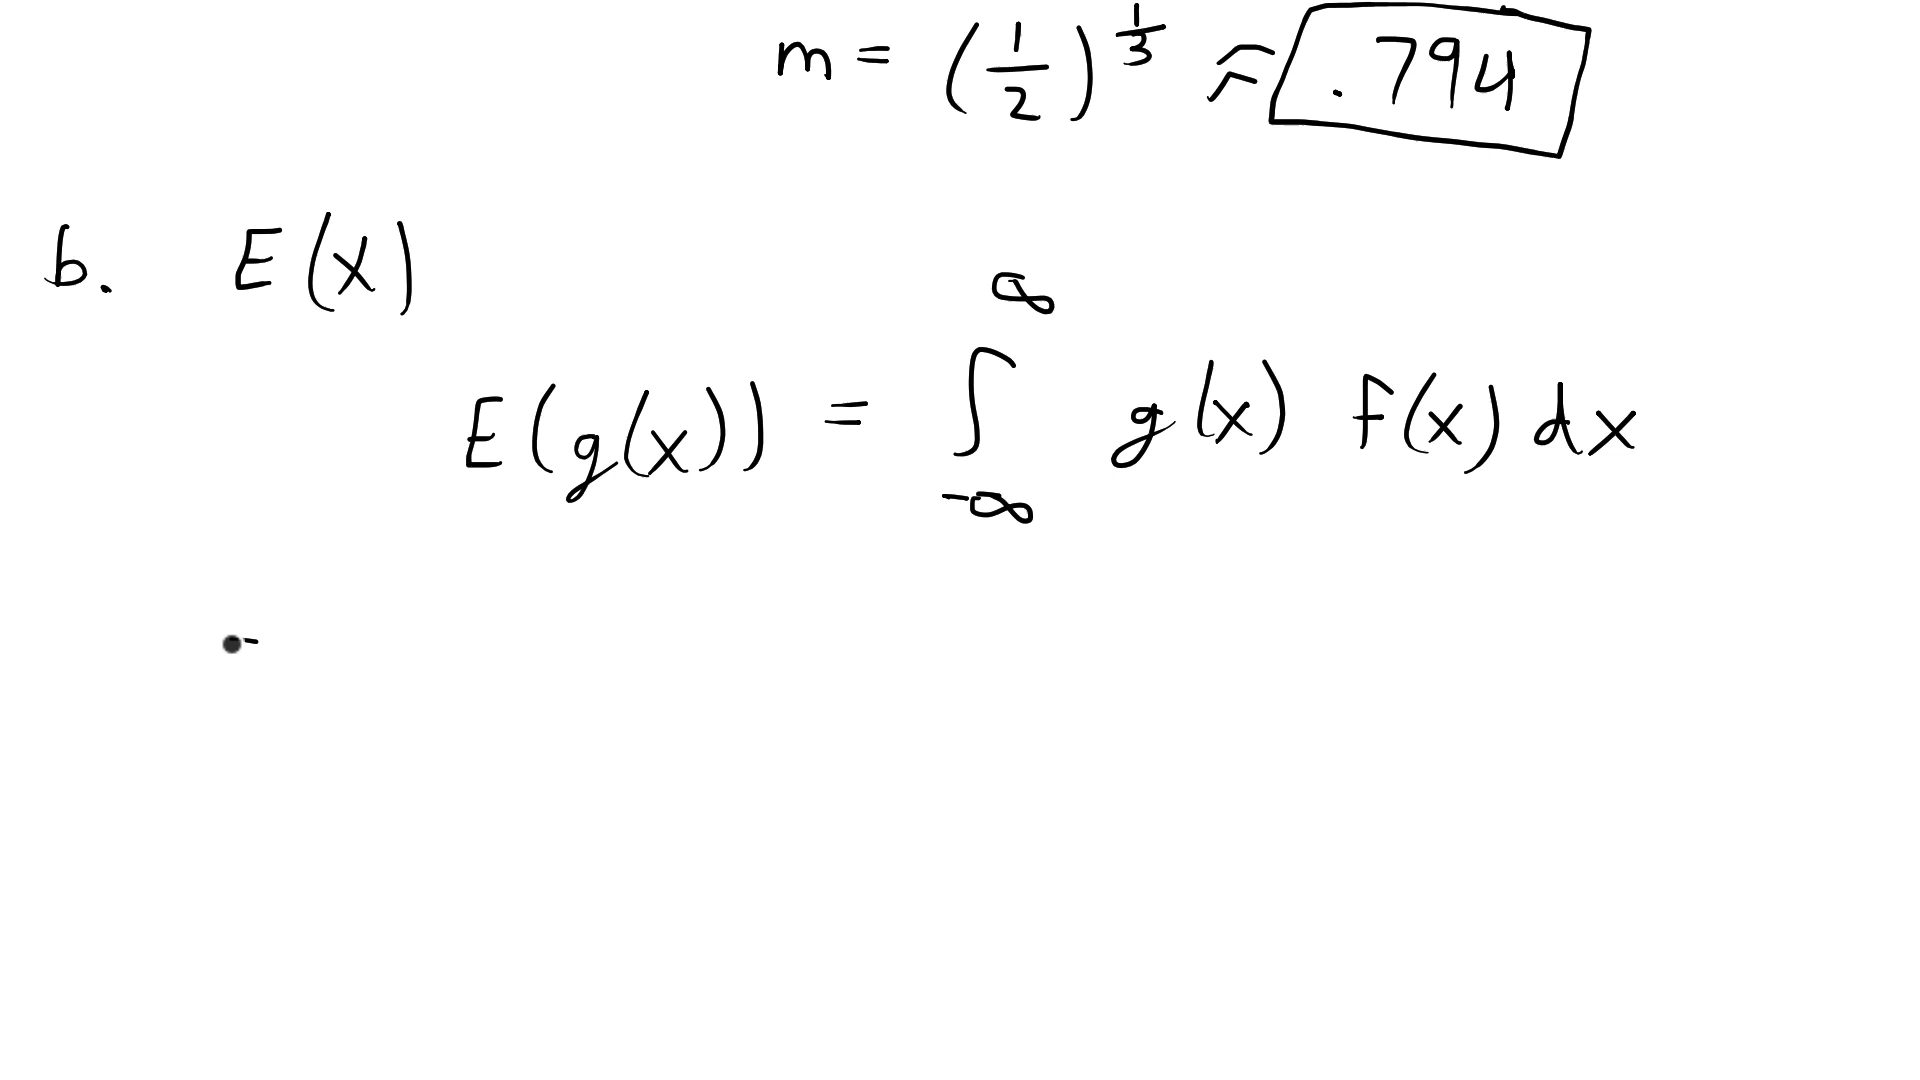 m = (1/2)^(1/3) ≈ .794
b. E(x)
E(g(x)) = ∫_{-∞}^{∞} g(x) f(x) dx